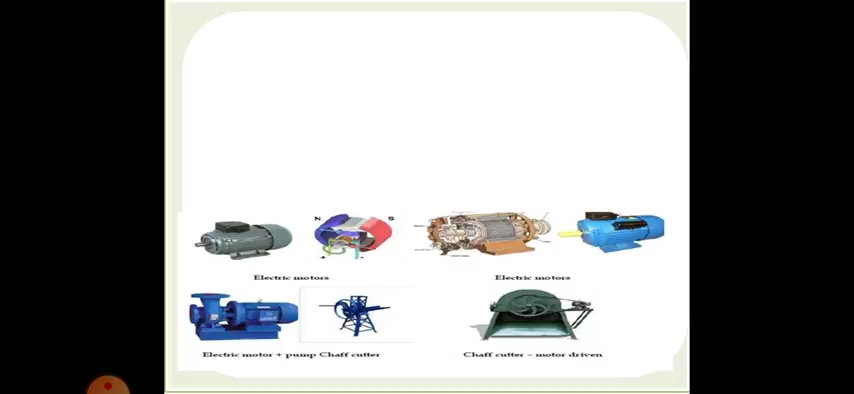 N S
Electric motors
Electric motors
Electric motor + pump Chaff cutter
Chaff cutter – motor driven